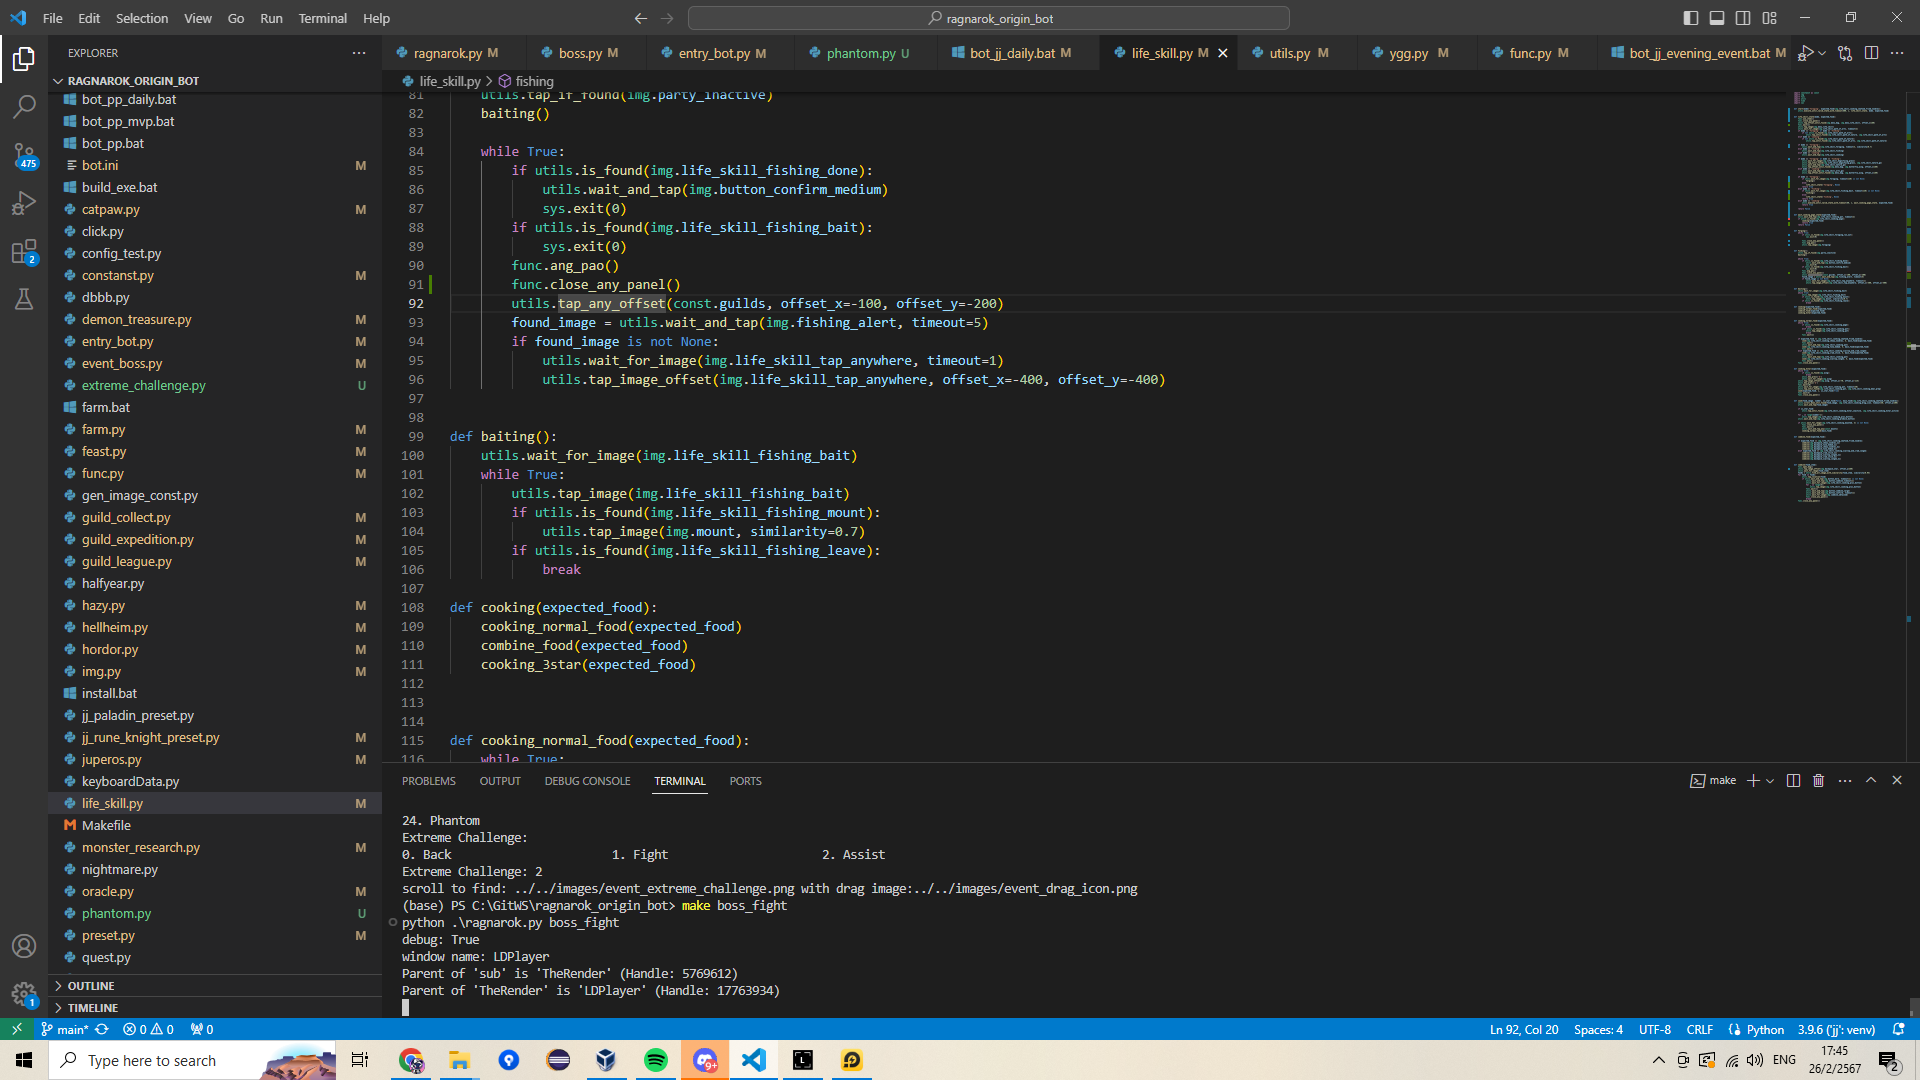 File Edit Selection View Go Run Terminal Help
ragnarok_origin_bot
EXPLORER
RAGNAROK_ORIGIN_BOT
bot_pp_daily.bat
bot_pp_mvp.bat
bot_pp.bat
bot.ini M
build_exe.bat
catpaw.py M
click.py
config_test.py
constanst.py M
dbbb.py
demon_treasure.py M
entry_bot.py M
event_boss.py M
extreme_challenge.py U
farm.bat
farm.py M
feast.py M
func.py M
gen_image_const.py
guild_collect.py M
guild_expedition.py M
guild_league.py M
halfyear.py
hazy.py M
hellheim.py M
hordor.py M
img.py M
install.bat
jj_paladin_preset.py
jj_rune_knight_preset.py M
juperos.py M
keyboardData.py
life_skill.py M
Makefile
monster_research.py M
nightmare.py
oracle.py M
phantom.py U
preset.py M
quest.py
OUTLINE
TIMELINE
475
2
1
ragnarok.py M boss.py M entry_bot.py M phantom.py U bot_jj_daily.bat M life_skill.py M utils.py M ygg.py M func.py M bot_jj_evening_event.bat M
life_skill.py > fishing
81 utils.tap_if_found(img.party_inactive)
82 baiting()
83
84 while True:
85 if utils.is_found(img.life_skill_fishing_done):
86 utils.wait_and_tap(img.button_confirm_medium)
87 sys.exit(0)
88 if utils.is_found(img.life_skill_fishing_bait):
89 sys.exit(0)
90 func.ang_pao()
91 func.close_any_panel()
92 utils.tap_any_offset(const.guilds, offset_x=-100, offset_y=-200)
93 found_image = utils.wait_and_tap(img.fishing_alert, timeout=5)
94 if found_image is not None:
95 utils.wait_for_image(img.life_skill_tap_anywhere, timeout=1)
96 utils.tap_image_offset(img.life_skill_tap_anywhere, offset_x=-400, offset_y=-400)
97
98
99 def baiting():
100 utils.wait_for_image(img.life_skill_fishing_bait)
101 while True:
102 utils.tap_image(img.life_skill_fishing_bait)
103 if utils.is_found(img.life_skill_fishing_mount):
104 utils.tap_image(img.mount, similarity=0.7)
105 if utils.is_found(img.life_skill_fishing_leave):
106 break
107
108 def cooking(expected_food):
109 cooking_normal_food(expected_food)
110 combine_food(expected_food)
111 cooking_3star(expected_food)
112
113
114
115 def cooking_normal_food(expected_food):
116 while True:
PROBLEMS OUTPUT DEBUG CONSOLE TERMINAL PORTS
make
24. Phantom
Extreme Challenge:
0. Back 1. Fight 2. Assist
Extreme Challenge: 2
scroll to find: ../../images/event_extreme_challenge.png with drag image:../../images/event_drag_icon.png
(base) PS C:\GitWS\ragnarok_origin_bot> make boss_fight
python .\ragnarok.py boss_fight
debug: True
window name: LDPlayer
Parent of 'sub' is 'TheRender' (Handle: 5769612)
Parent of 'TheRender' is 'LDPlayer' (Handle: 17763934)
main* 0 0 0
Ln 92, Col 20 Spaces: 4 UTF-8 CRLF Python 3.9.6 ('jj': venv)
Type here to search
9+
L
ENG
17:45
26/2/2567
2